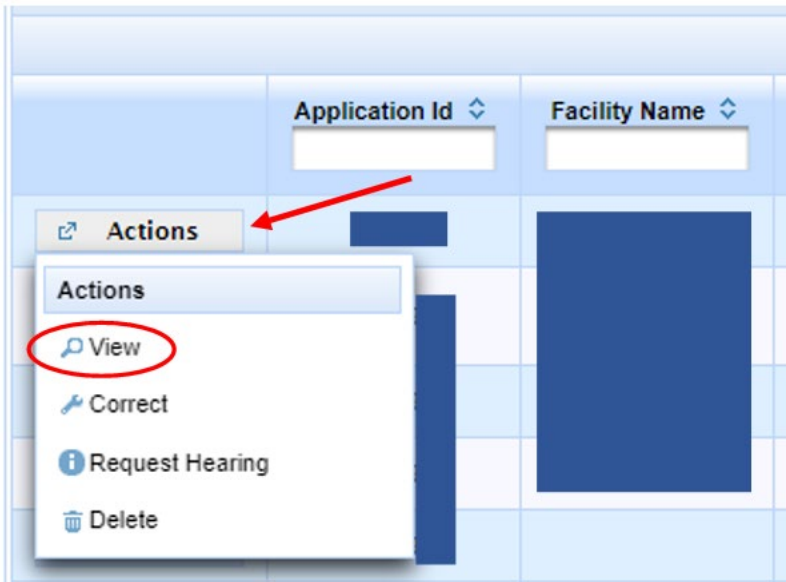 Application Id
Facility Name
Actions
Actions
View
Correct
Request Hearing
Delete